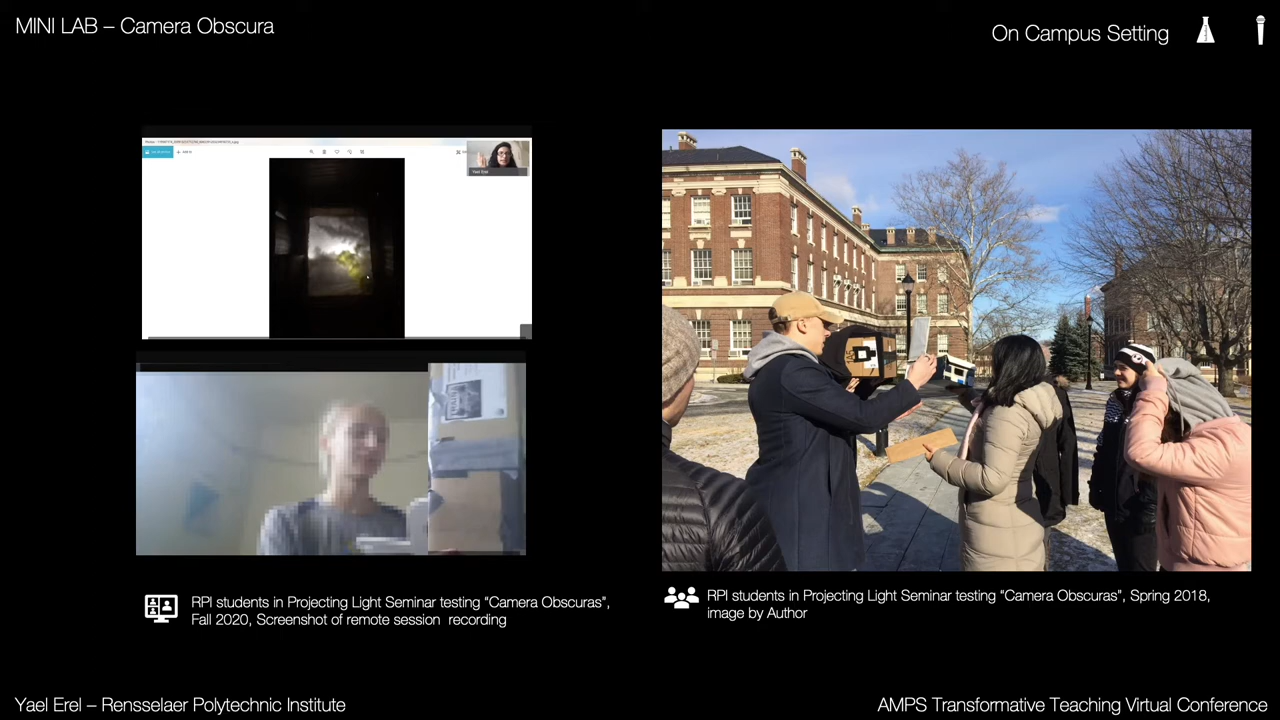 MINI LAB – Camera Obscura
On Campus Setting
Yael Erel
RPI students in Projecting Light Seminar testing “Camera Obscuras”,
Fall 2020, Screenshot of remote session recording
RPI students in Projecting Light Seminar testing “Camera Obscuras”, Spring 2018,
image by Author
Yael Erel – Rensselaer Polytechnic Institute
AMPS Transformative Teaching Virtual Conference